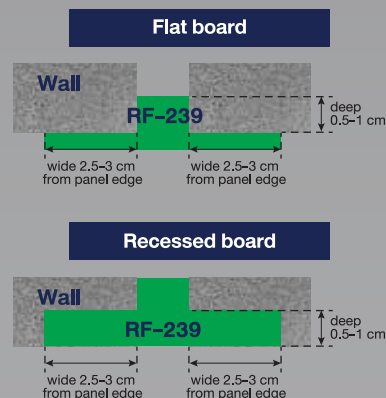 Flat board
Wall
RF-239
deep
0.5-1 cm
wide 2.5-3 cm
from panel edge
wide 2.5-3 cm
from panel edge
Recessed board
Wall
RF-239
deep
0.5-1 cm
wide 2.5-3 cm
from panel edge
wide 2.5-3 cm
from panel edge